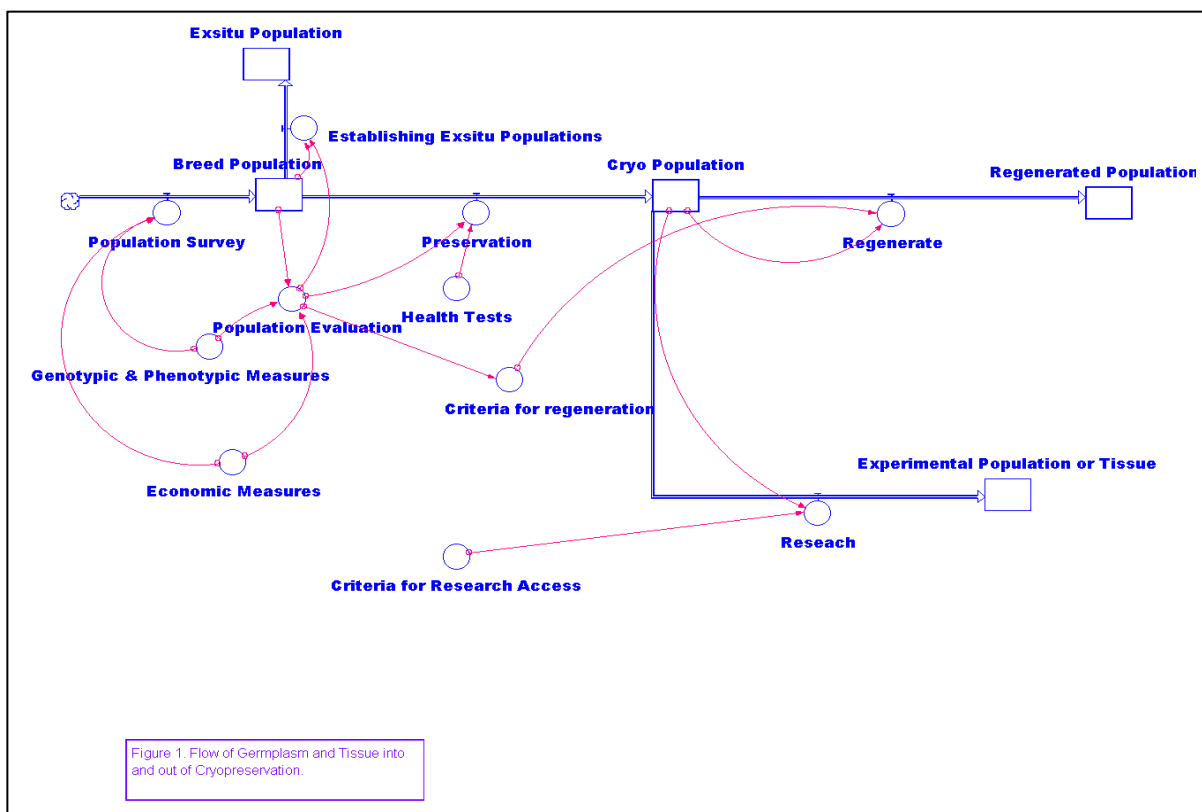 Exsitu Population
Establishing Exsitu Populations
Breed Population
Cryo Population
Regenerated Population
Population Survey
Preservation
Regenerate
Health Tests
Population Evaluation
Genotypic & Phenotypic Measures
Criteria for regeneration
Experimental Population or Tissue
Economic Measures
Reseach
Criteria for Research Access
Figure 1. Flow of Germplasm and Tissue into
and out of Cryopreservation.